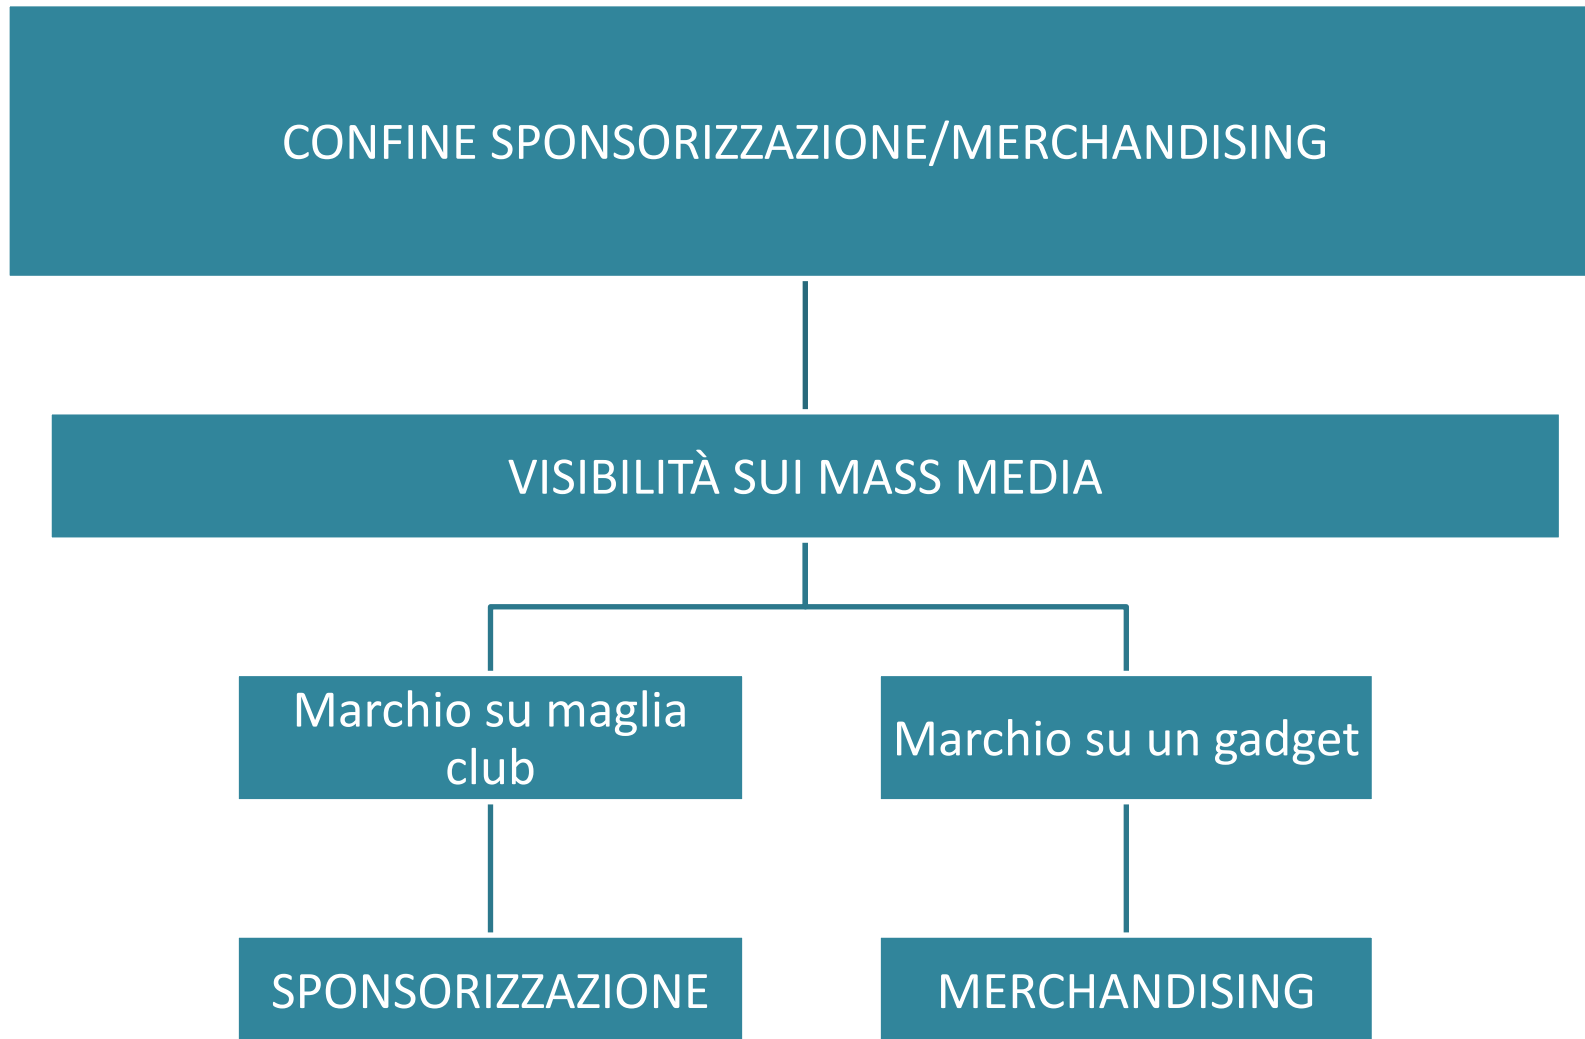 CONFINE SPONSORIZZAZIONE/MERCHANDISING
VISIBILITÀ SUI MASS MEDIA
Marchio su maglia
club
Marchio su un gadget
SPONSORIZZAZIONE
MERCHANDISING